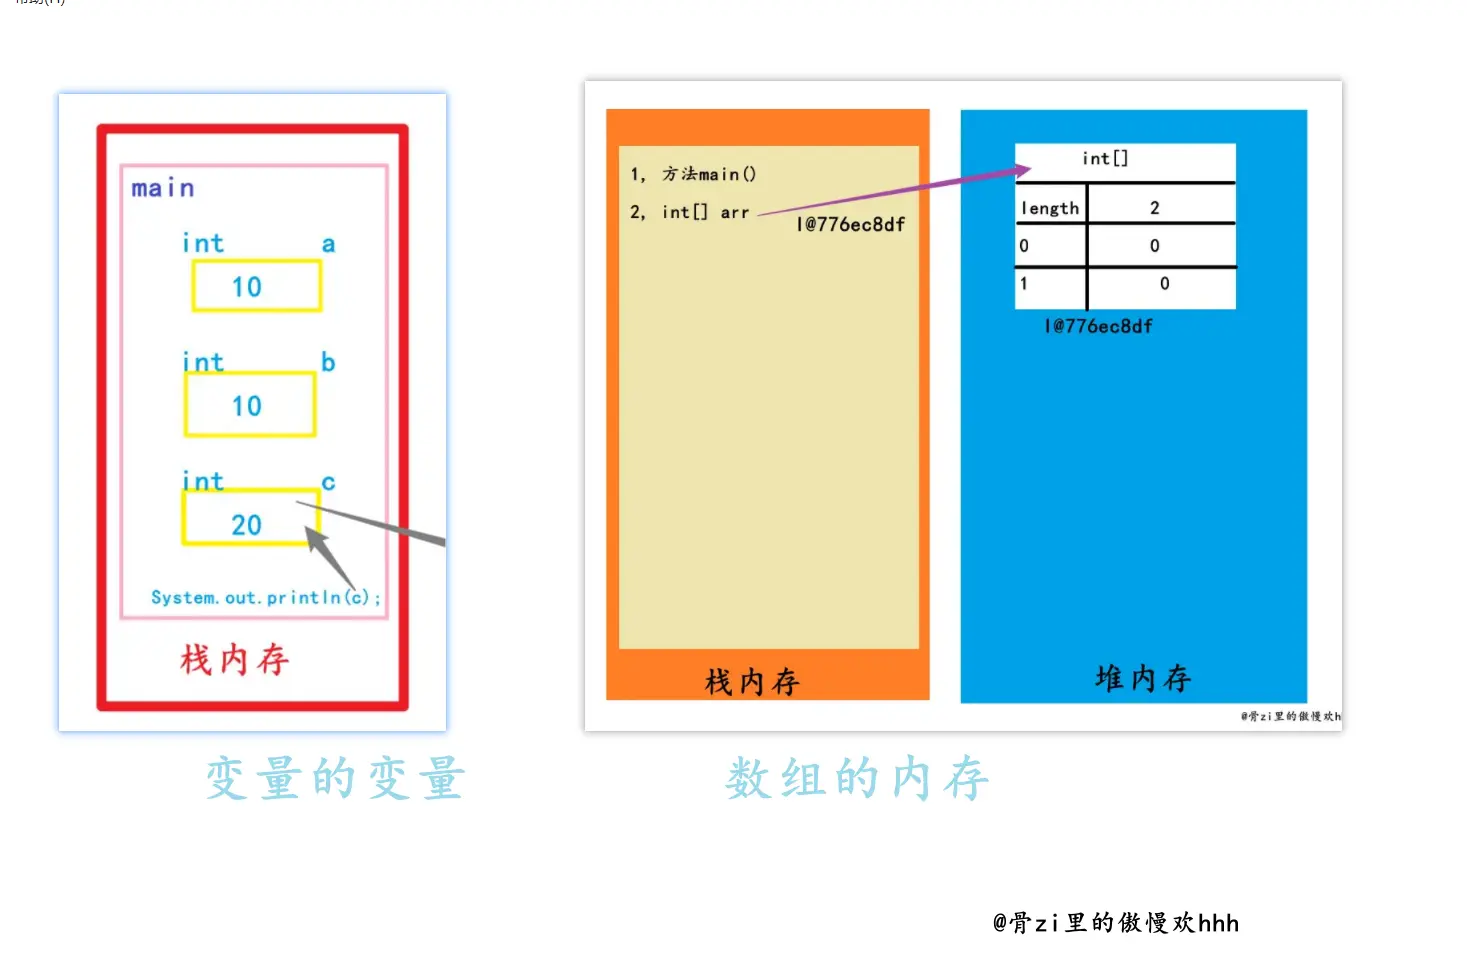 main
int a
10
int b
10
int c
20
System.out.println(c);
栈内存
变量的变量
1, 方法main()
2, int[] arr
l@776ec8df
栈内存
int[]
length 2
0 0
1 0
l@776ec8df
堆内存
@骨zi里的傲慢欢h
数组的内存
@骨zi里的傲慢欢hhh